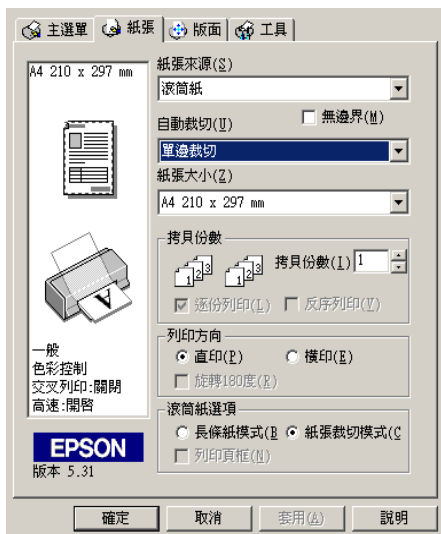 主選單 紙張 版面 工具
A4 210 x 297 mm
一般
色彩控制
交叉列印:關閉
高速:開啓
EPSON
版本 5.31
紙張來源(S)
滾筒紙
自動裁切(U)
無邊界(M)
單邊裁切
紙張大小(Z)
A4 210 x 297 mm
拷貝份數
拷貝份數(I) 1
逐份列印(L) 反序列印(V)
列印方向
直印(P) 橫印(E)
旋轉180度(R)
滾筒紙選項
長條紙模式(B 紙張裁切模式(C
列印頁框(N)
確定 取消 套用(A) 說明